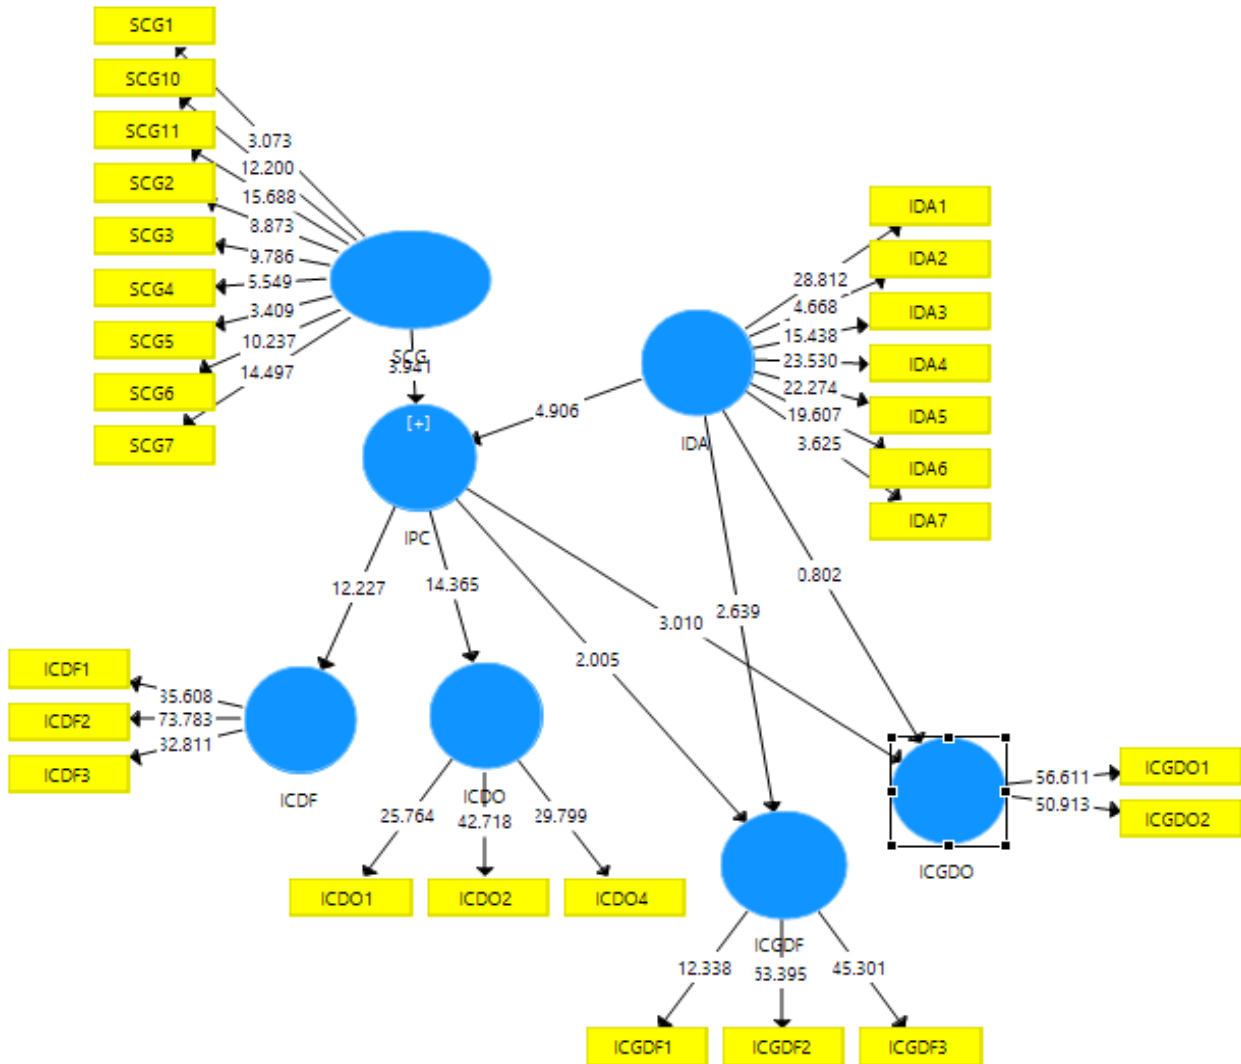 SCG1
SCG10
SCG11
SCG2
SCG3
SCG4
SCG5
SCG6
SCG7
3.073
12.200
15.688
8.873
9.786
5.549
3.409
10.237
14.497
SCG
3.941
[+]
IPC
4.906
IDA
28.812
4.668
15.438
23.530
22.274
19.607
3.625
IDA1
IDA2
IDA3
IDA4
IDA5
IDA6
IDA7
12.227
14.365
2.005
3.010
2.639
0.802
ICDF1
ICDF2
ICDF3
35.608
73.783
32.811
ICDF
ICDO
25.764
42.718
29.799
ICDO1
ICDO2
ICDO4
ICGDO
56.611
50.913
ICGDO1
ICGDO2
ICGDF
12.338
53.395
45.301
ICGDF1
ICGDF2
ICGDF3